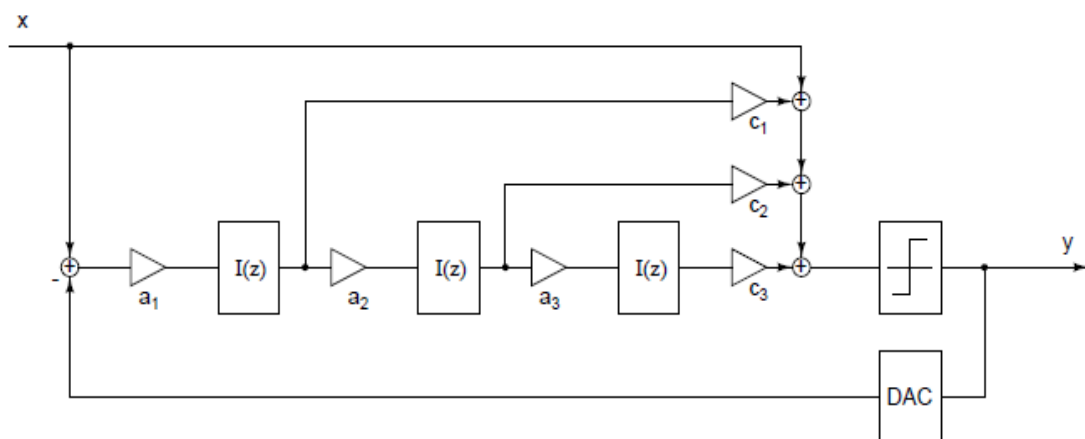 x
+
c₁
+
c₂
+
-
a₁
I(z)
a₂
I(z)
a₃
I(z)
c₃
+
y
DAC